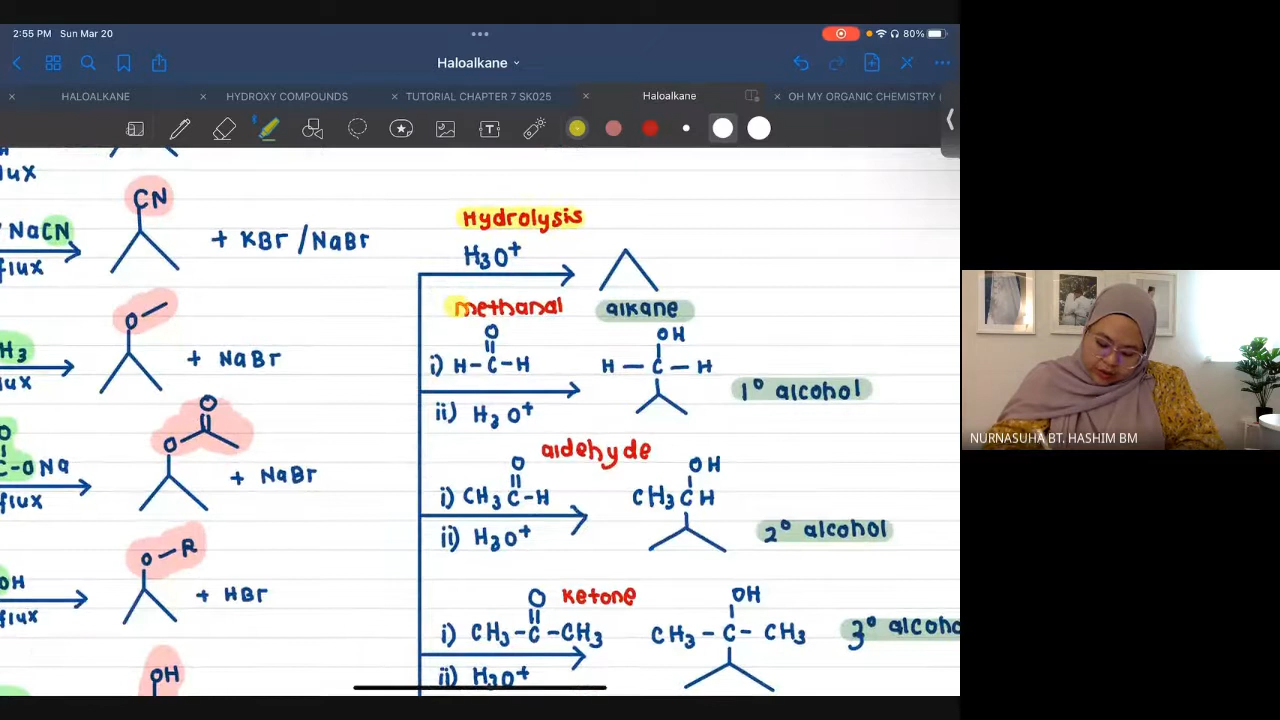 2:55 PM Sun Mar 20
80%
Haloalkane
HALOALKANE
HYDROXY COMPOUNDS
TUTORIAL CHAPTER 7 SK025
Haloalkane
OH MY ORGANIC CHEMISTRY (
flux
CN
NaCN
+ KBr / NaBr
flux
O
H3
+ NaBr
flux
O
O
O
C-ONa
+ NaBr
flux
O-R
OH
+ HBr
flux
OH
Hydrolysis
H3O+
methanal
alkane
O
OH
i) H-C-H
H-C-H
ii) H3O+
1° alcohol
aldehyde
O
OH
i) CH3C-H
CH3CH
ii) H3O+
2° alcohol
O
ketone
OH
i) CH3-C-CH3
CH3-C-CH3
3° alcoho
ii) H3O+
NURNASUHA BT. HASHIM BM